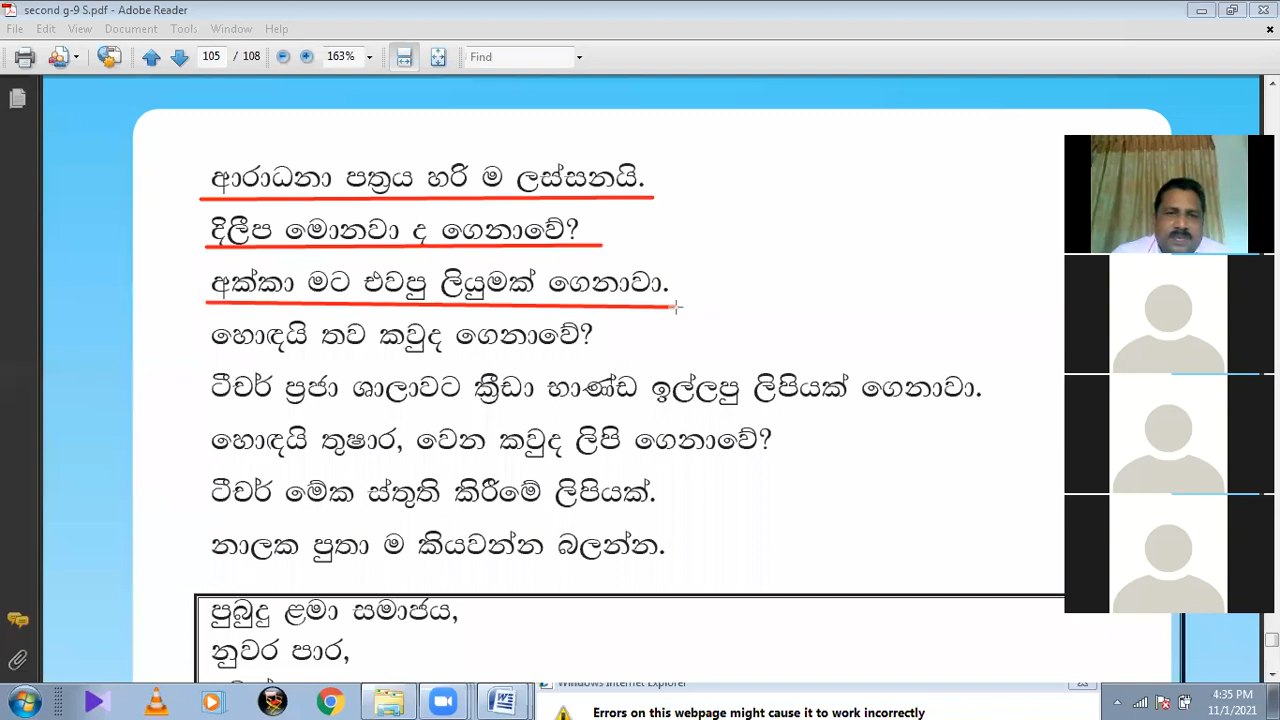 second g-9 S.pdf - Adobe Reader
File Edit View Document Tools Window Help
105 / 108 163% Find
ආරාධනා පත්‍රය හරි ම ලස්සනයි.
දිලීප මොනවා ද ගෙනාවේ?
අක්කා මට එවපු ලියුමක් ගෙනාවා.
හොඳයි තව කවුද ගෙනාවේ?
ටීචර් ප්‍රජා ශාලාවට ක්‍රීඩා භාණ්ඩ ඉල්ලපු ලිපියක් ගෙනාවා.
හොඳයි තුෂාර, වෙන කවුද ලිපි ගෙනාවේ?
ටීචර් මේක ස්තුති කිරීමේ ලිපියක්.
නාලක පුතා ම කියවන්න බලන්න.
පුබුදු ළමා සමාජය,
නුවර පාර,
Windows Internet Explorer
Errors on this webpage might cause it to work incorrectly
4:35 PM
11/1/2021